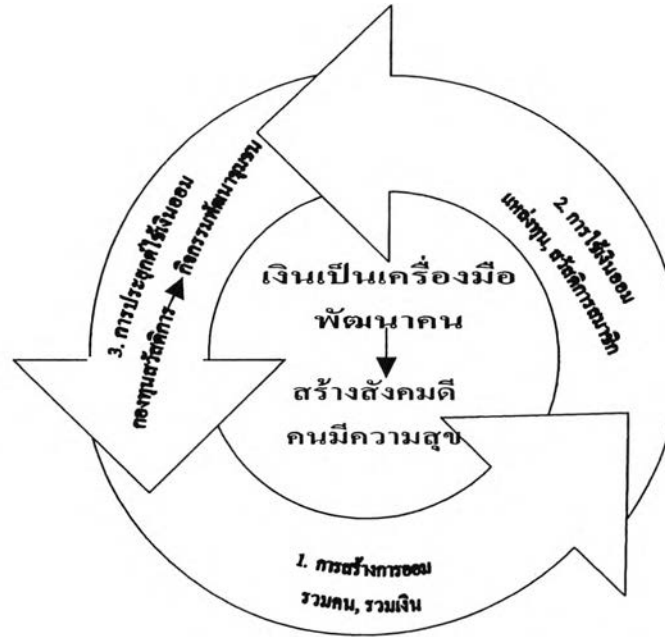 เงินเป็นเครื่องมือ
พัฒนาคน
สร้างสังคมดี
คนมีความสุข
1. การสร้างการออม
รวมคน, รวมเงิน
2. การใช้เงินออม
แหล่งทุน, สวัสดิการสมาชิก
3. การประยุกต์ใช้เงินออม
กองทุนสวัสดิการ → กิจกรรมพัฒนาชุมชน